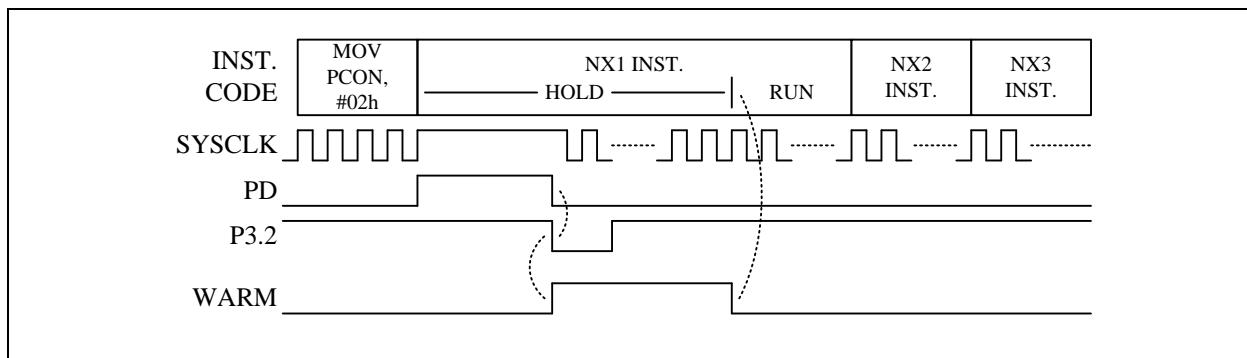 INST.
CODE
MOV
PCON,
#02h
NX1 INST.
HOLD
RUN
NX2
INST.
NX3
INST.
SYSCLK
PD
P3.2
WARM